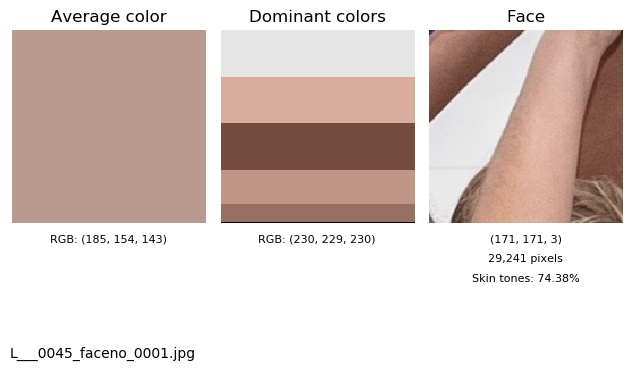 Average color
Dominant colors
Face
RGB: (185, 154, 143)
RGB: (230, 229, 230)
(171, 171, 3)
29,241 pixels
Skin tones: 74.38%
L___0045_faceno_0001.jpg